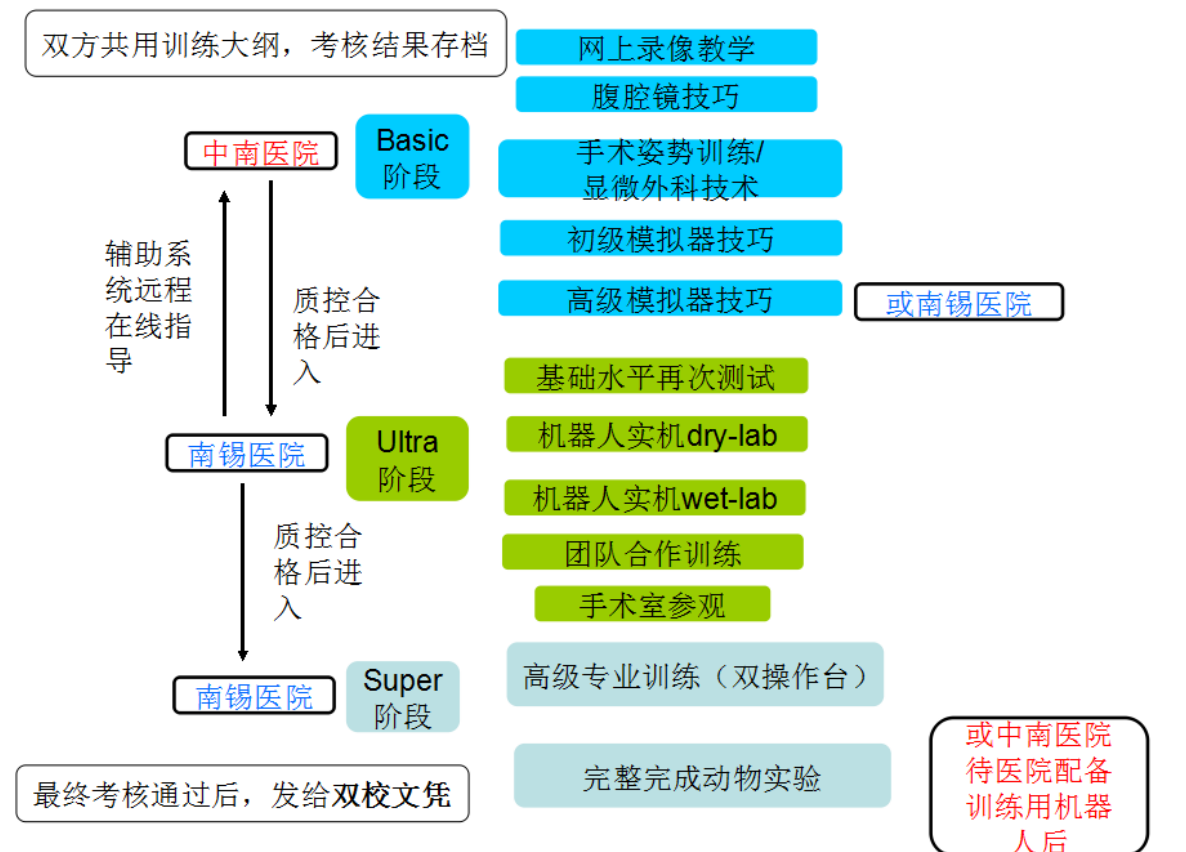 双方共用训练大纲，考核结果存档
网上录像教学
腹腔镜技巧
中南医院
Basic
阶段
手术姿势训练/
显微外科技术
初级模拟器技巧
辅助系
统远程
在线指
导
质控合
格后进
入
高级模拟器技巧
或南锡医院
基础水平再次测试
机器人实机dry-lab
南锡医院
Ultra
阶段
机器人实机wet-lab
质控合
格后进
入
团队合作训练
手术室参观
南锡医院
Super
阶段
高级专业训练（双操作台）
完整完成动物实验
或中南医院
待医院配备
训练用机器
人后
最终考核通过后，发给双校文凭